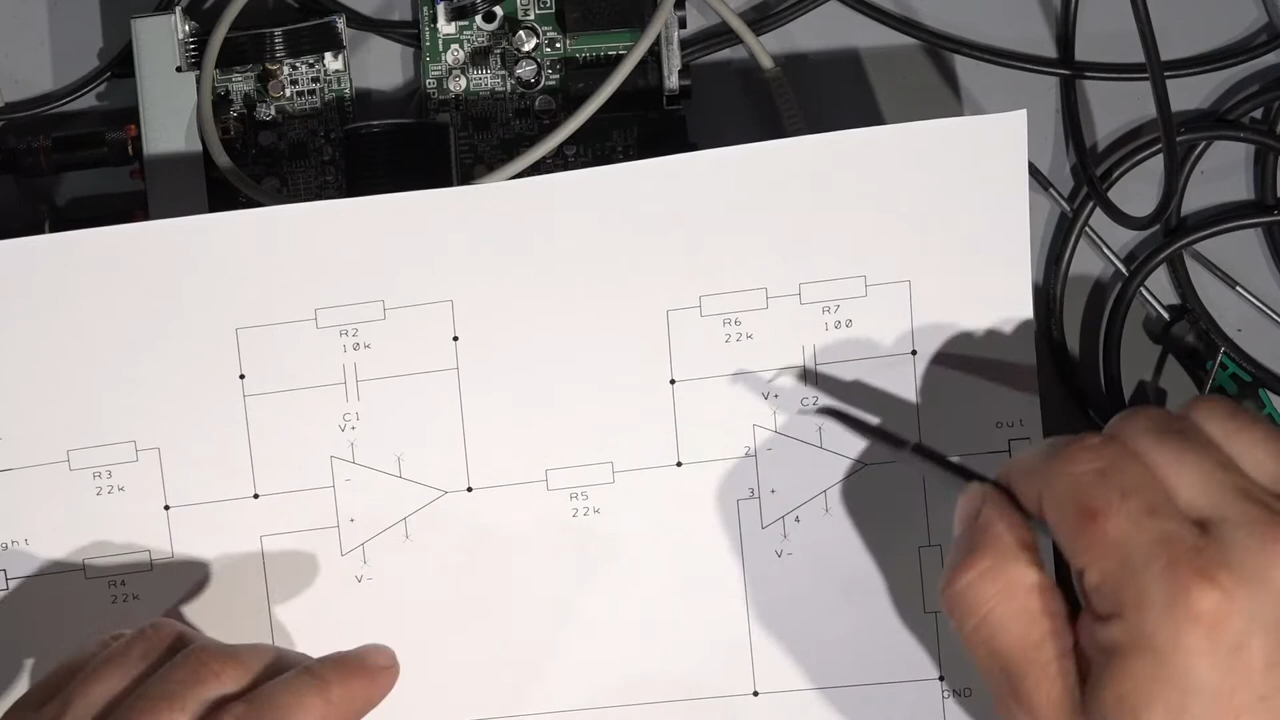 R2
10k
C1
V+
-
+
V-
R3
22k
ght
R4
22k
R5
22k
R6
22k
R7
100
C2
V+
2
-
3
+
4
V-
out
GND